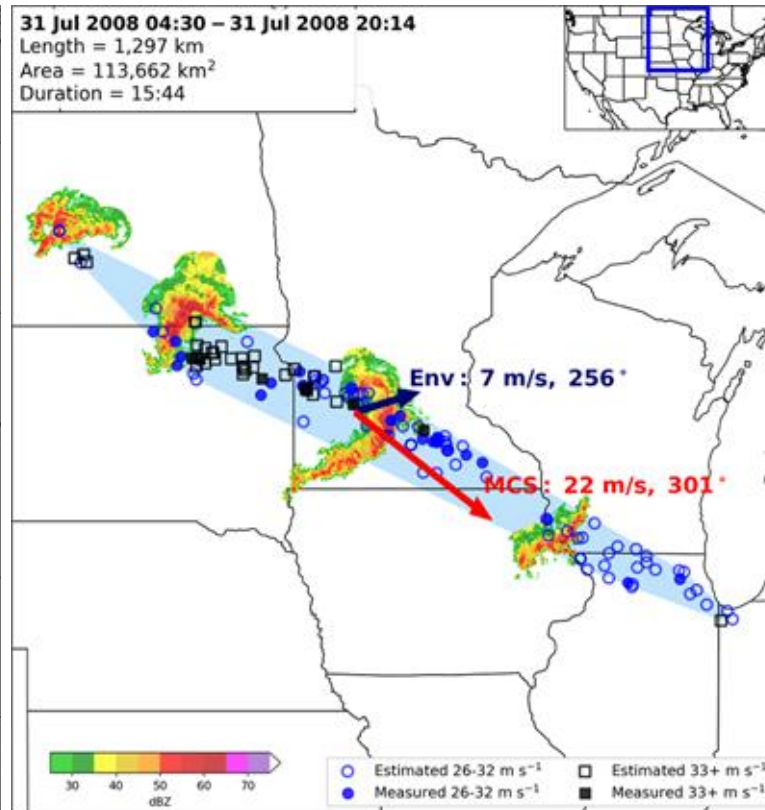 31 Jul 2008 04:30 – 31 Jul 2008 20:14
Length = 1,297 km
Area = 113,662 km²
Duration = 15:44
Env: 7 m/s, 256°
MCS: 22 m/s, 301°
30 40 50 60 70
dBZ
Estimated 26-32 m s⁻¹
Measured 26-32 m s⁻¹
Estimated 33+ m s⁻¹
Measured 33+ m s⁻¹